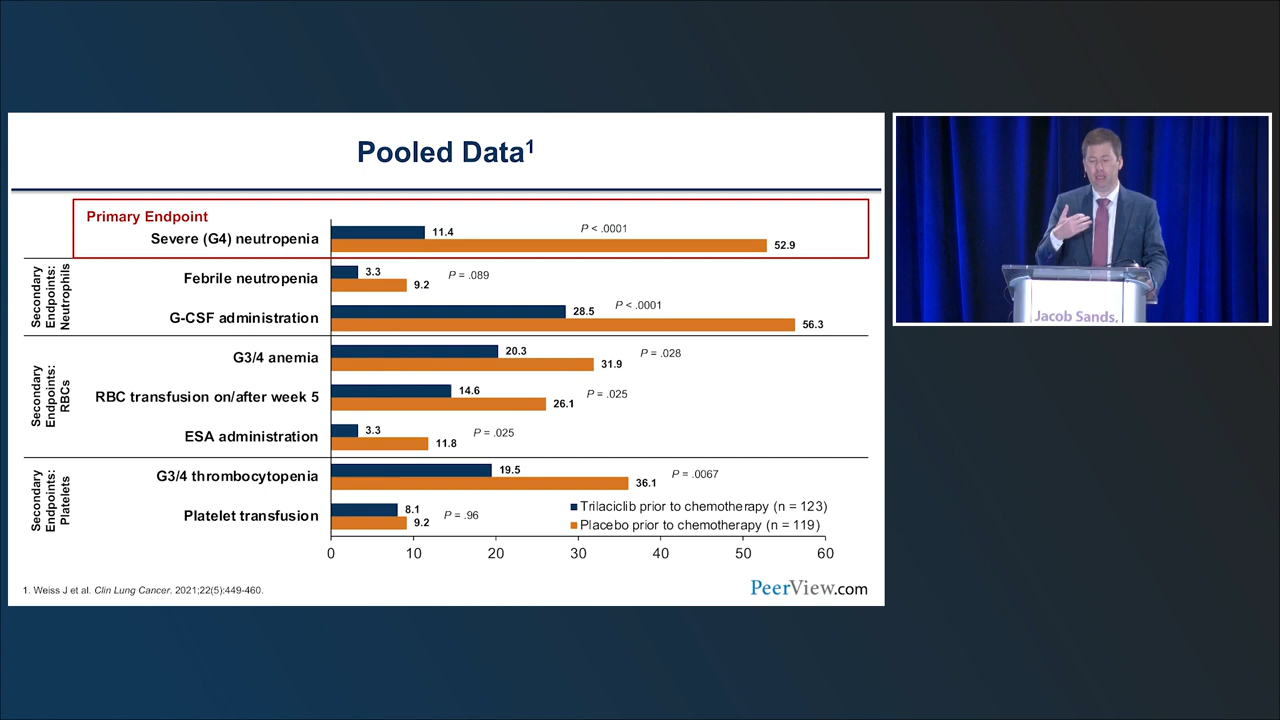 Pooled Data1
Primary Endpoint
Severe (G4) neutropenia
11.4
52.9
P < .0001
Secondary
Endpoints:
Neutrophils
Febrile neutropenia
3.3
9.2
P = .089
G-CSF administration
28.5
56.3
P < .0001
Secondary
Endpoints:
RBCs
G3/4 anemia
20.3
31.9
P = .028
RBC transfusion on/after week 5
14.6
26.1
P = .025
ESA administration
3.3
11.8
P = .025
Secondary
Endpoints:
Platelets
G3/4 thrombocytopenia
19.5
36.1
P = .0067
Platelet transfusion
8.1
9.2
P = .96
Trilaciclib prior to chemotherapy (n = 123)
Placebo prior to chemotherapy (n = 119)
0 10 20 30 40 50 60
1. Weiss J et al. Clin Lung Cancer. 2021;22(5):449-460.
PeerView.com
Jacob Sands,